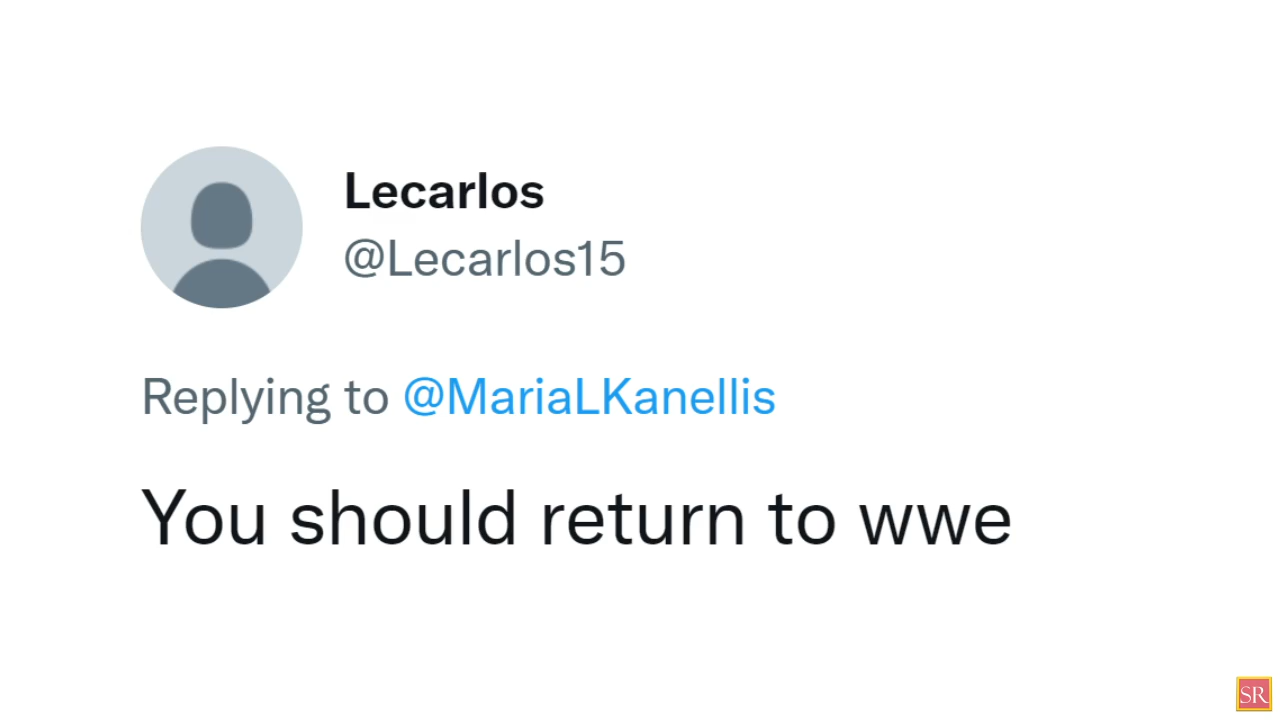 Lecarlos
@Lecarlos15
Replying to @MariaLKanellis
You should return to wwe
SR